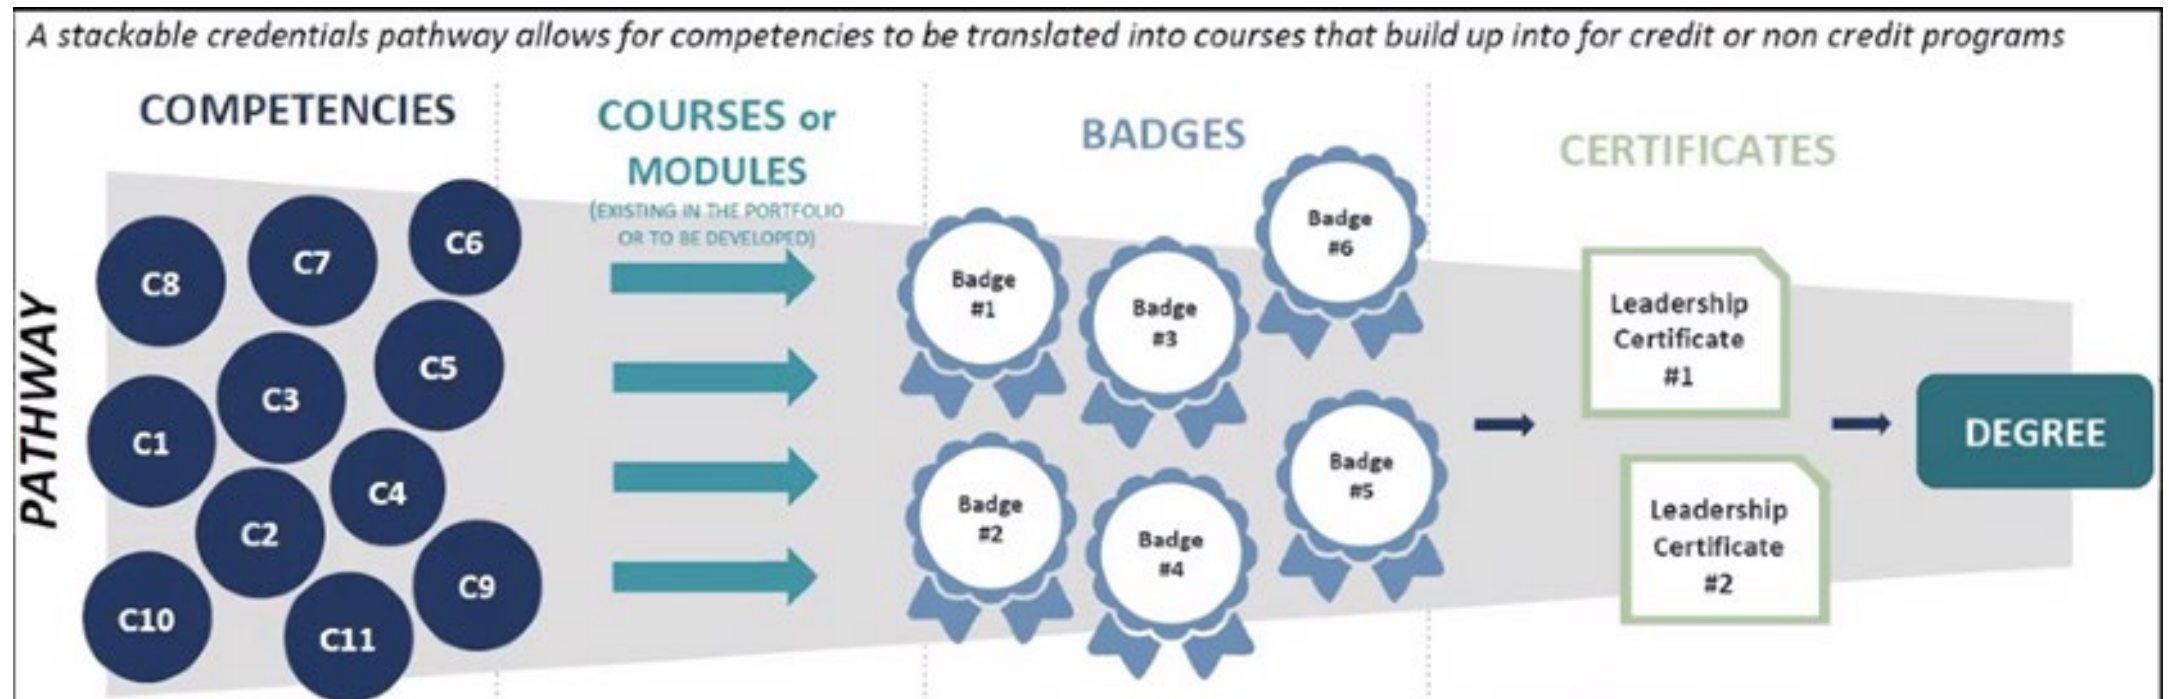 A stackable credentials pathway allows for competencies to be translated into courses that build up into for credit or non credit programs
PATHWAY
COMPETENCIES
C8
C7
C6
C5
C3
C1
C4
C2
C9
C10
C11
COURSES or
MODULES
(EXISTING IN THE PORTFOLIO
OR TO BE DEVELOPED)
BADGES
Badge
#1
Badge
#3
Badge
#6
Badge
#2
Badge
#4
Badge
#5
CERTIFICATES
Leadership
Certificate
#1
Leadership
Certificate
#2
DEGREE